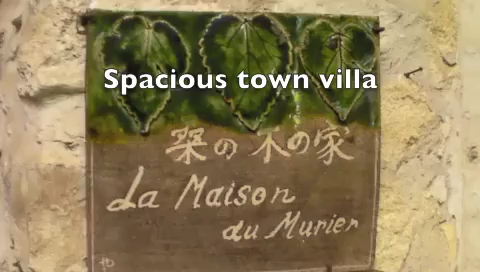 Spacious town villa
桑の木の家
La Maison
du Murier